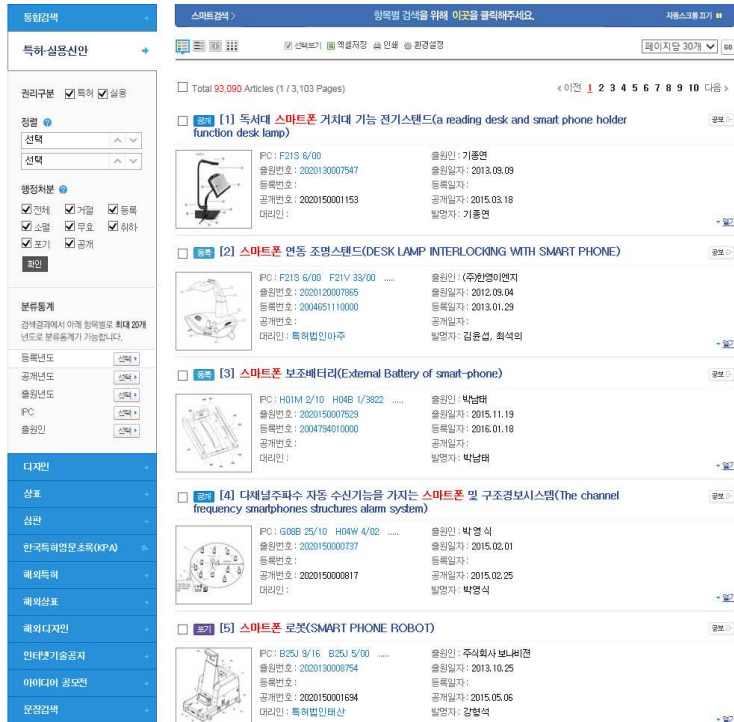 통합검색
특허·실용신안
권리구분 특허 실용
정렬
선택
선택
행정처분
전체 거절 등록
소멸 무효 취하
포기 공개
확인
분류통계
검색결과에서 아래 항목별로 최대 20개
년도로 분류통계가 가능합니다.
등록년도 선택
공개년도 선택
출원년도 선택
IPC 선택
출원인 선택
디자인
상표
심판
한국특허영문초록(KPA)
해외특허
해외상표
해외디자인
인터넷기술공지
아이디어 공모전
문장검색
스마트검색 항목별 검색을 위해 이곳을 클릭해주세요. 자동스크롤 끄기
선택보기 엑셀저장 인쇄 환경설정 페이지당 30개 GO
Total 93,090 Articles (1 / 3,103 Pages) 이전 1 2 3 4 5 6 7 8 9 10 다음
공개 [1] 독서대 스마트폰 거치대 기능 전기스탠드(a reading desk and smart phone holder 공보
function desk lamp)
IPC : F21S 6/00 출원인 : 기종연
출원번호 : 2020130007547 출원일자 : 2013.09.09
등록번호 : 등록일자 :
공개번호 : 2020150001153 공개일자 : 2015.03.18
대리인 : 발명자 : 기종연
열기
등록 [2] 스마트폰 연동 조명스탠드(DESK LAMP INTERLOCKING WITH SMART PHONE) 공보
IPC : F21S 6/00 F21V 33/00 ..... 출원인 : (주)한영이엔지
출원번호 : 2020120007865 출원일자 : 2012.09.04
등록번호 : 2004651110000 등록일자 : 2013.01.29
공개번호 : 공개일자 :
대리인 : 특허법인아주 발명자 : 김윤섭, 최석의
열기
등록 [3] 스마트폰 보조배터리(External Battery of smart-phone) 공보
IPC : H01M 2/10 H04B 1/3822 ..... 출원인 : 박남태
출원번호 : 2020150007529 출원일자 : 2015.11.19
등록번호 : 2004794010000 등록일자 : 2016.01.18
공개번호 : 공개일자 :
대리인 : 발명자 : 박남태
열기
공개 [4] 다채널주파수 자동 수신기능을 가지는 스마트폰 및 구조경보시스템(The channel 공보
frequency smartphones structures alarm system)
IPC : G08B 25/10 H04W 4/02 ..... 출원인 : 박영식
출원번호 : 2020150000737 출원일자 : 2015.02.01
등록번호 : 등록일자 :
공개번호 : 2020150000817 공개일자 : 2015.02.25
대리인 : 발명자 : 박영식
열기
포기 [5] 스마트폰 로봇(SMART PHONE ROBOT) 공보
IPC : B25J 9/16 B25J 5/00 ..... 출원인 : 주식회사 보나비젼
출원번호 : 2020130008754 출원일자 : 2013.10.25
등록번호 : 등록일자 :
공개번호 : 2020150001694 공개일자 : 2015.05.06
대리인 : 특허법인태산 발명자 : 강형석
열기